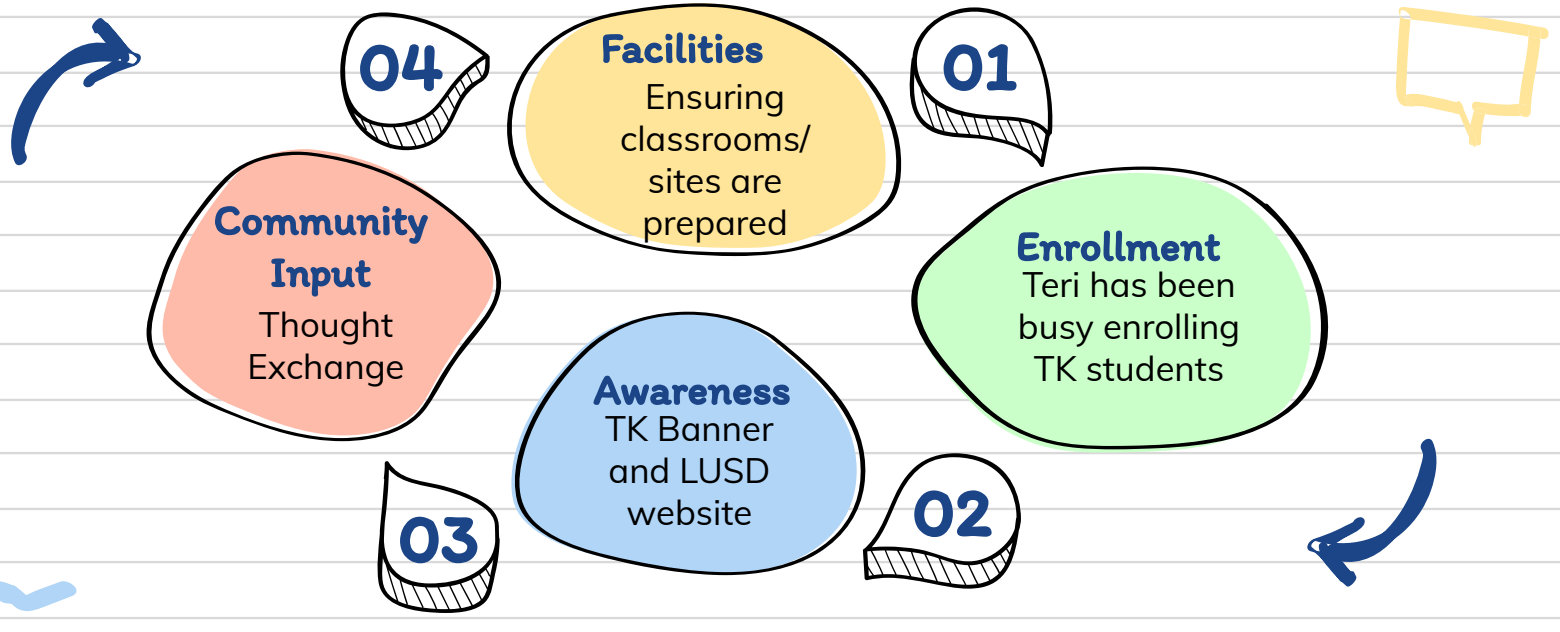 04
Facilities
Ensuring
classrooms/
sites are
prepared
01
Community
Input
Thought
Exchange
Enrollment
Teri has been
busy enrolling
TK students
Awareness
TK Banner
and LUSD
website
03
02